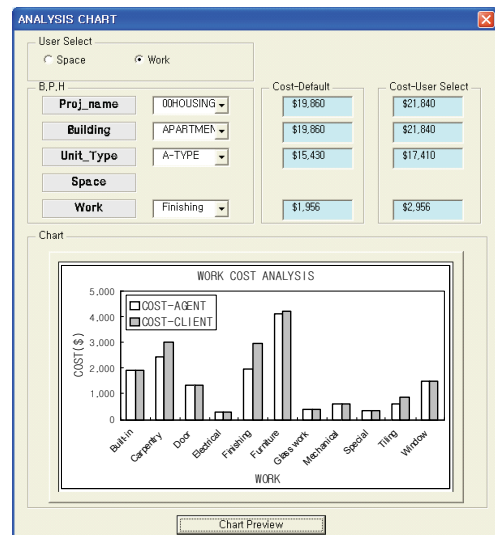 ANALYSIS CHART
User Select
Space Work
B,P,H Cost-Default Cost-User Select
Proj_name 00HOUSING $19,860 $21,840
Building APARTMEN $19,860 $21,840
Unit_Type A-TYPE $15,430 $17,410
Space
Work Finishing $1,956 $2,956
Chart
WORK COST ANALYSIS
COST-AGENT
COST-CLIENT
COST($)
5,000
4,000
3,000
2,000
1,000
0
Built-in Carpentry Door Electrical Finishing Furniture Glass work Mechanical Special Tiling Window
WORK
Chart Preview